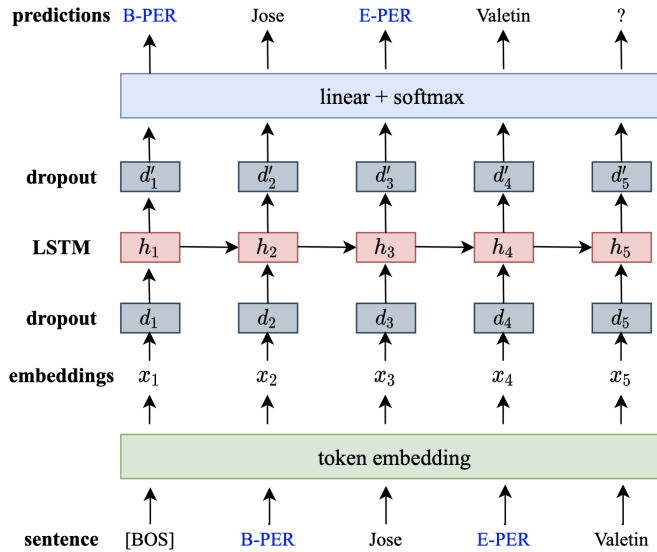 predictions B-PER Jose E-PER Valetin ?
linear + softmax
dropout d′₁ d′₂ d′₃ d′₄ d′₅
LSTM h₁ h₂ h₃ h₄ h₅
dropout d₁ d₂ d₃ d₄ d₅
embeddings x₁ x₂ x₃ x₄ x₅
token embedding
sentence [BOS] B-PER Jose E-PER Valetin